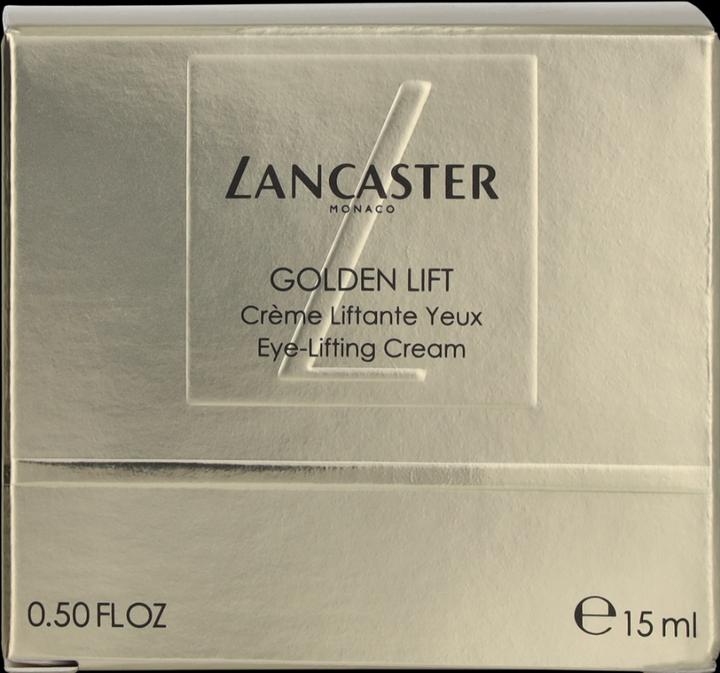 LANCASTER
MONACO
GOLDEN LIFT
Crème Liftante Yeux
Eye-Lifting Cream
0.50 FL OZ
℮ 15 ml